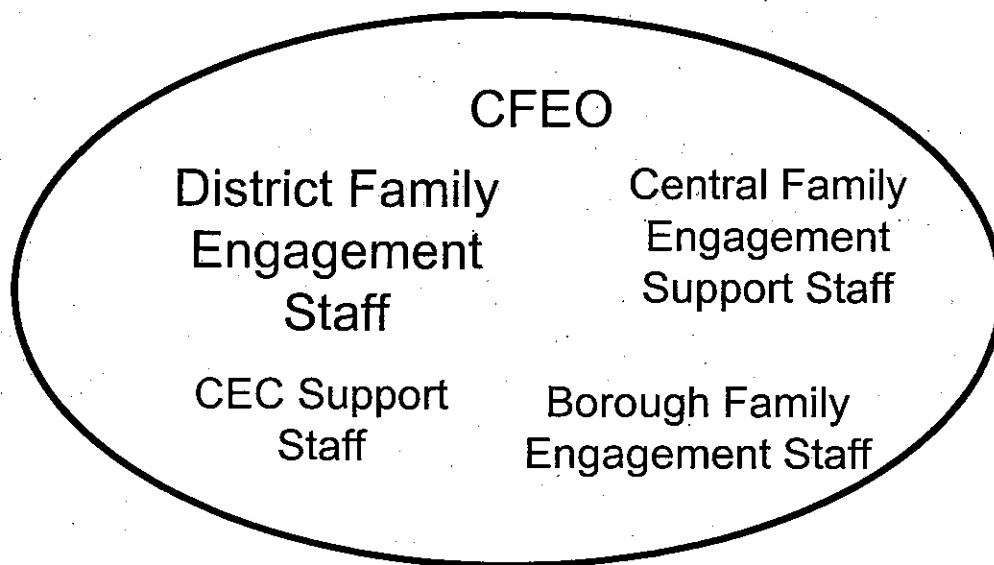 CFEO
District Family
Engagement
Staff
Central Family
Engagement
Support Staff
CEC Support
Staff
Borough Family
Engagement Staff